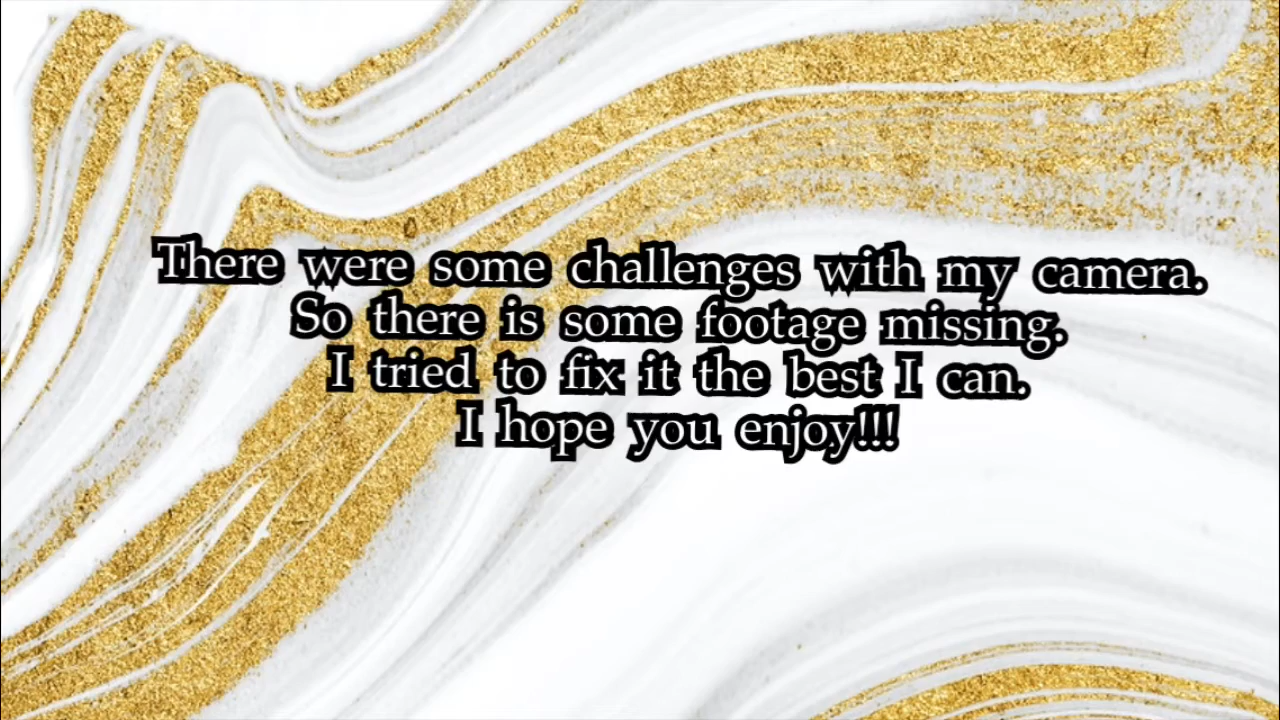 There were some challenges with my camera.
So there is some footage missing.
I tried to fix it the best I can.
I hope you enjoy!!!